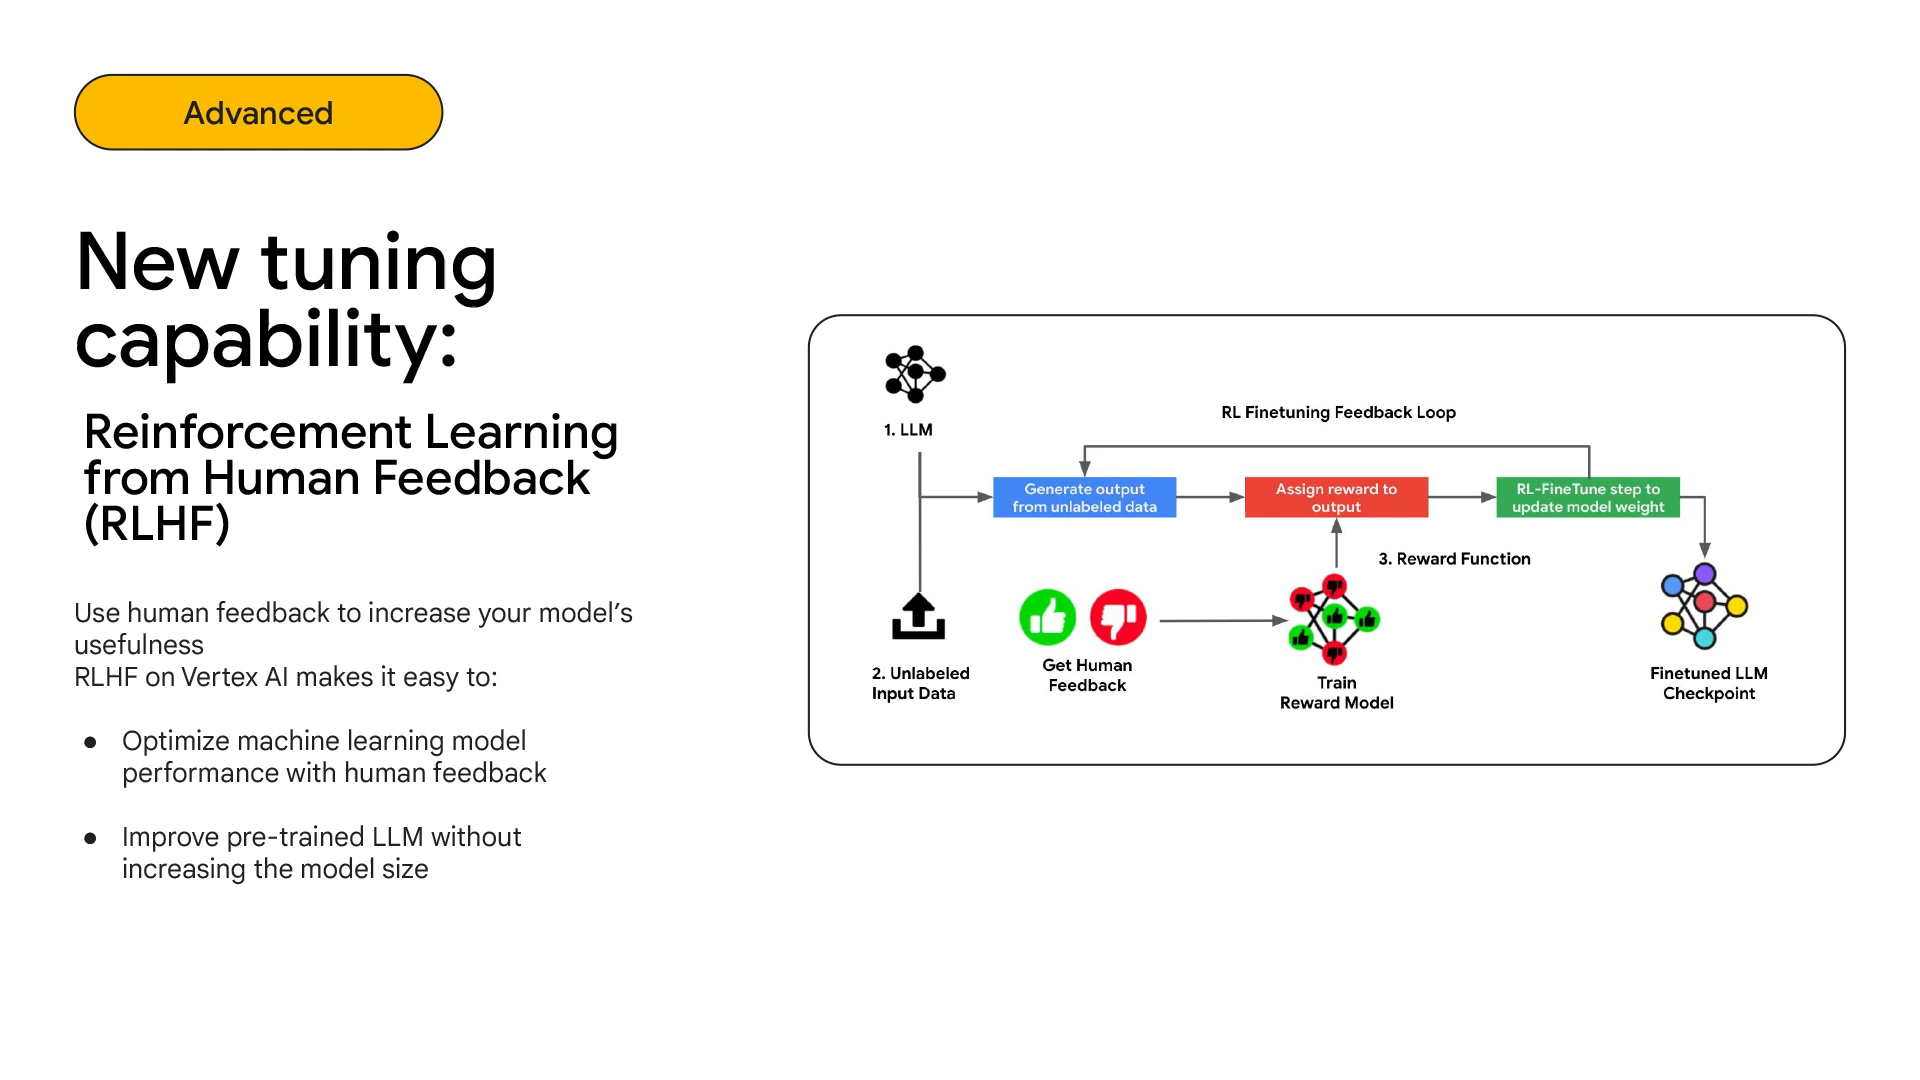 Advanced
New tuning
capability:
Reinforcement Learning
from Human Feedback
(RLHF)
Use human feedback to increase your model's
usefulness
RLHF on Vertex AI makes it easy to:
● Optimize machine learning model
performance with human feedback
● Improve pre-trained LLM without
increasing the model size
1. LLM
RL Finetuning Feedback Loop
Generate output
from unlabeled data
Assign reward to
output
RL-FineTune step to
update model weight
3. Reward Function
2. Unlabeled
Input Data
Get Human
Feedback
Train
Reward Model
Finetuned LLM
Checkpoint